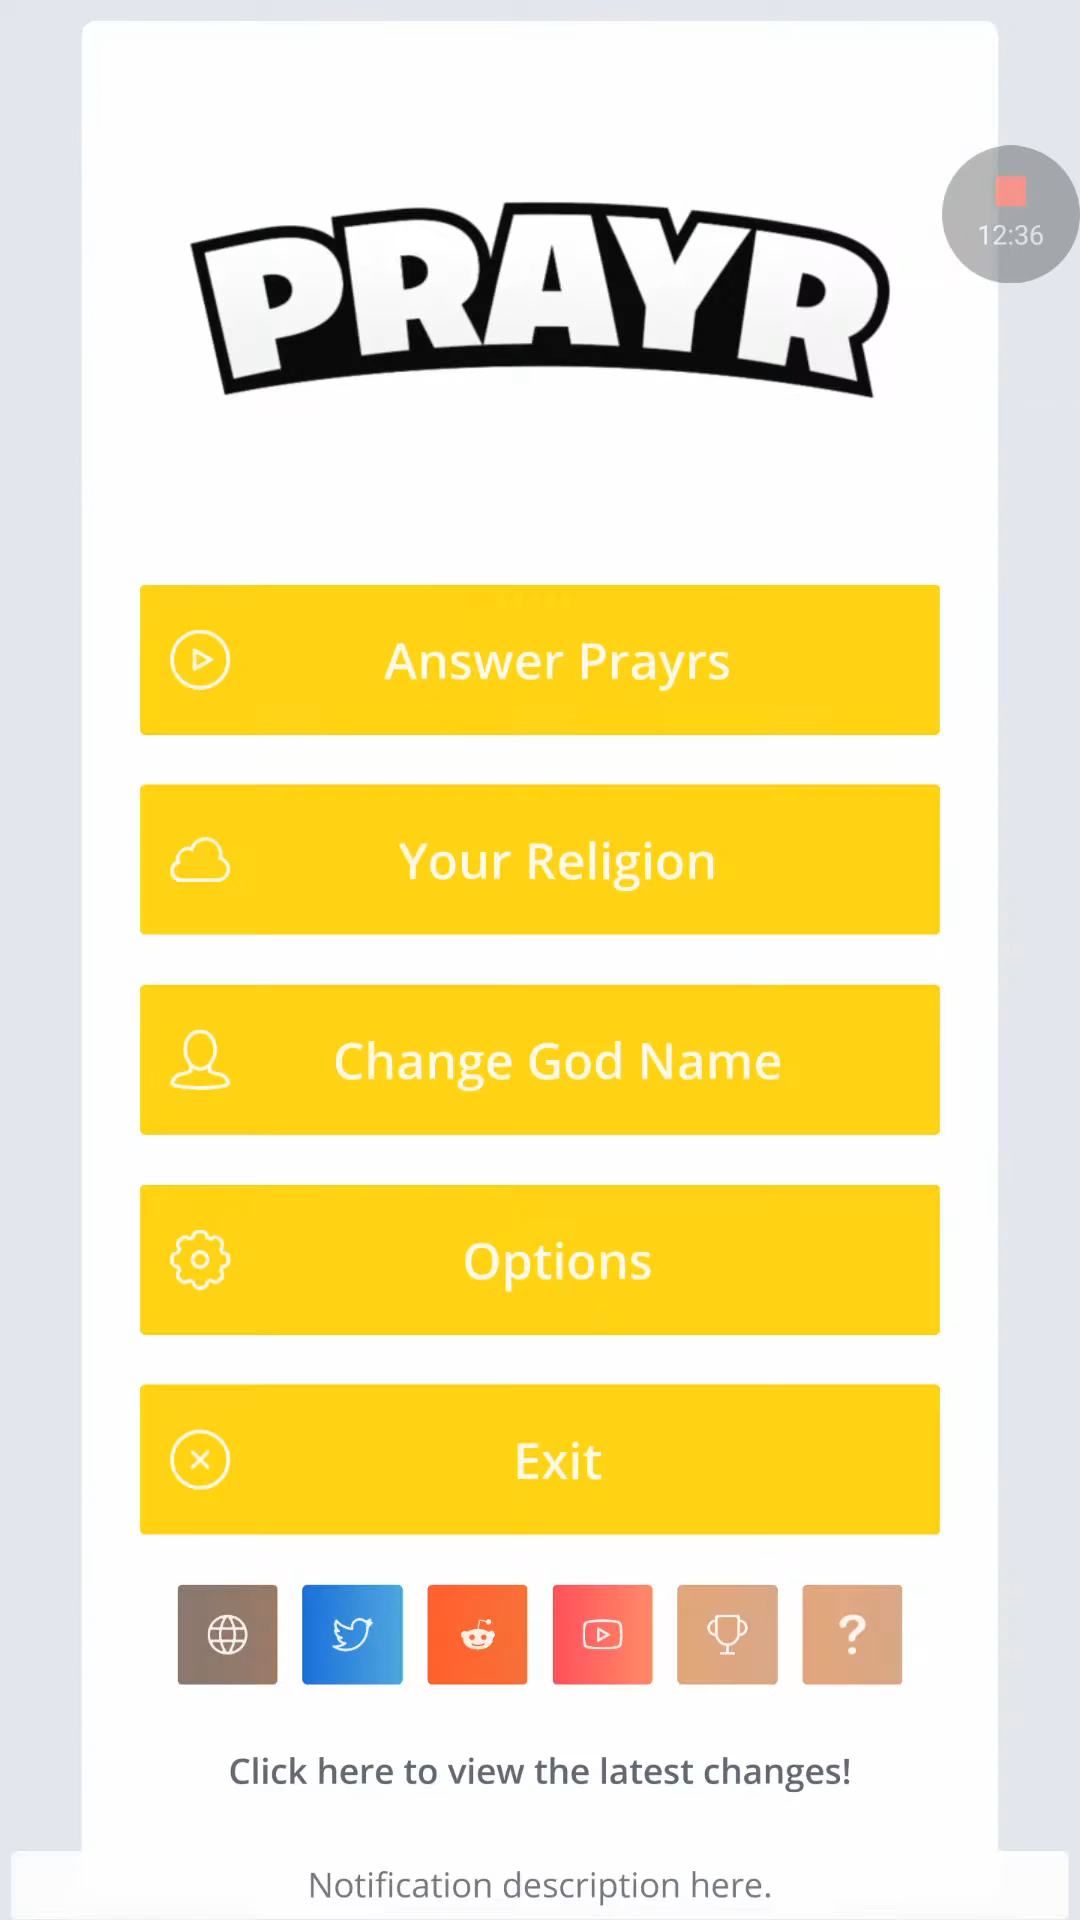 PRAYR
12:36
Answer Prayrs
Your Religion
Change God Name
Options
Exit
?
Click here to view the latest changes!
Notification description here.